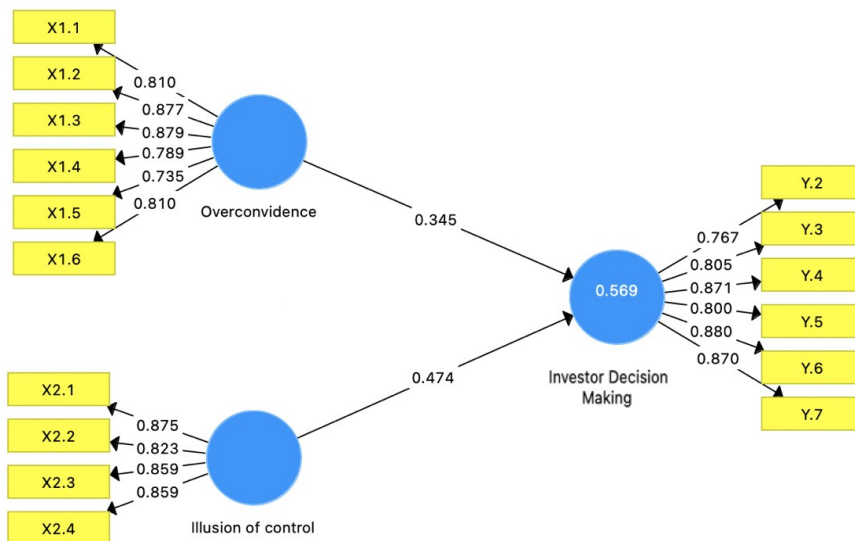 X1.1
X1.2
X1.3
X1.4
X1.5
X1.6
0.810
0.877
0.879
0.789
0.735
0.810
Overconvidence
0.345
X2.1
X2.2
X2.3
X2.4
0.875
0.823
0.859
0.859
Illusion of control
0.474
0.569
Investor Decision
Making
0.767
0.805
0.871
0.800
0.880
0.870
Y.2
Y.3
Y.4
Y.5
Y.6
Y.7